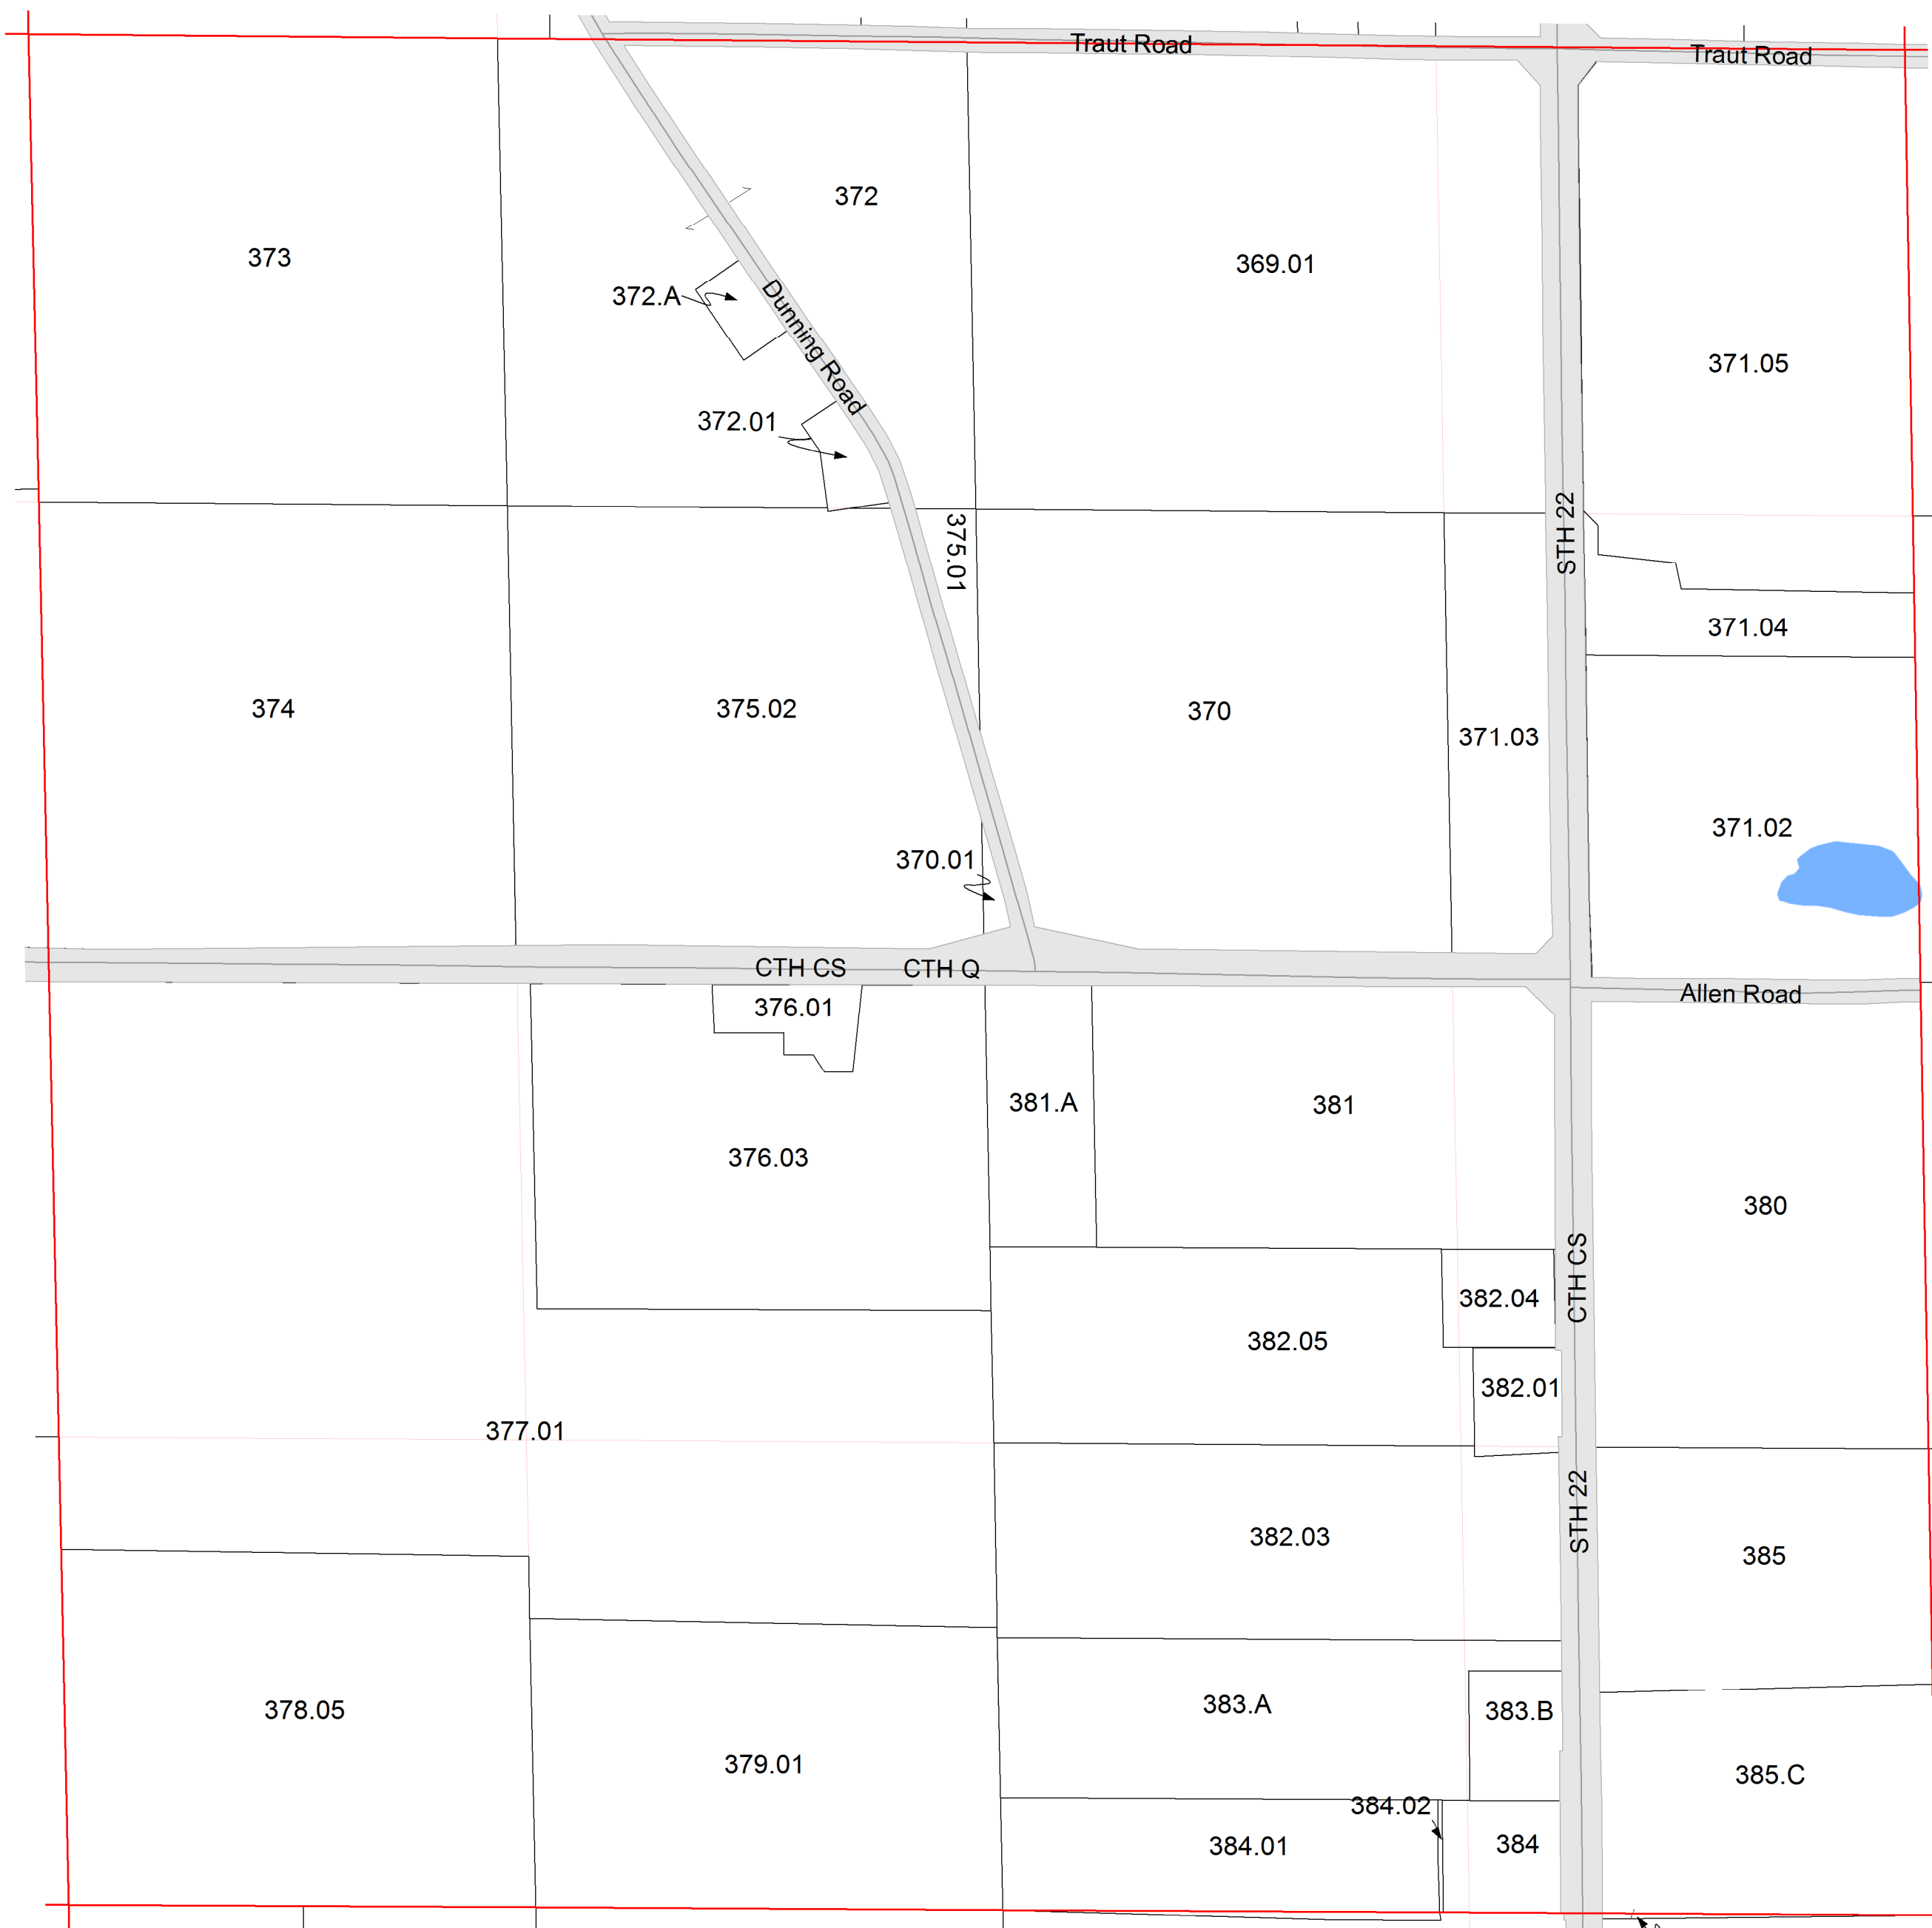 Traut Road
Traut Road
372
373
369.01
372.A
Dunning Road
371.05
372.01
STH 22
375.01
371.04
374
375.02
370
371.03
371.02
370.01
CTH CS
CTH Q
Allen Road
376.01
381.A
381
376.03
380
CTH CS
382.04
382.05
382.01
377.01
STH 22
382.03
385
378.05
383.A
383.B
379.01
385.C
384.02
384.01
384